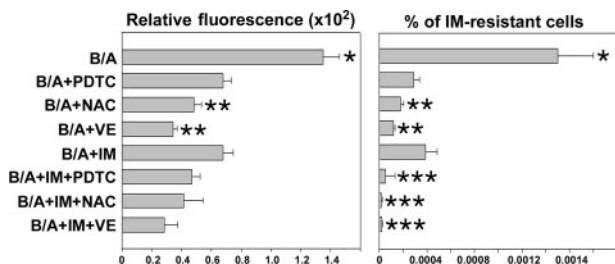 Relative fluorescence (x10²)
% of IM-resistant cells
B/A
*
*
B/A+PDTC
B/A+NAC
**
**
B/A+VE
**
**
B/A+IM
B/A+IM+PDTC
***
B/A+IM+NAC
***
B/A+IM+VE
***
0 0.2 0.4 0.6 0.8 1.0 1.2 1.4
0 0.0004 0.0008 0.0012 0.0014